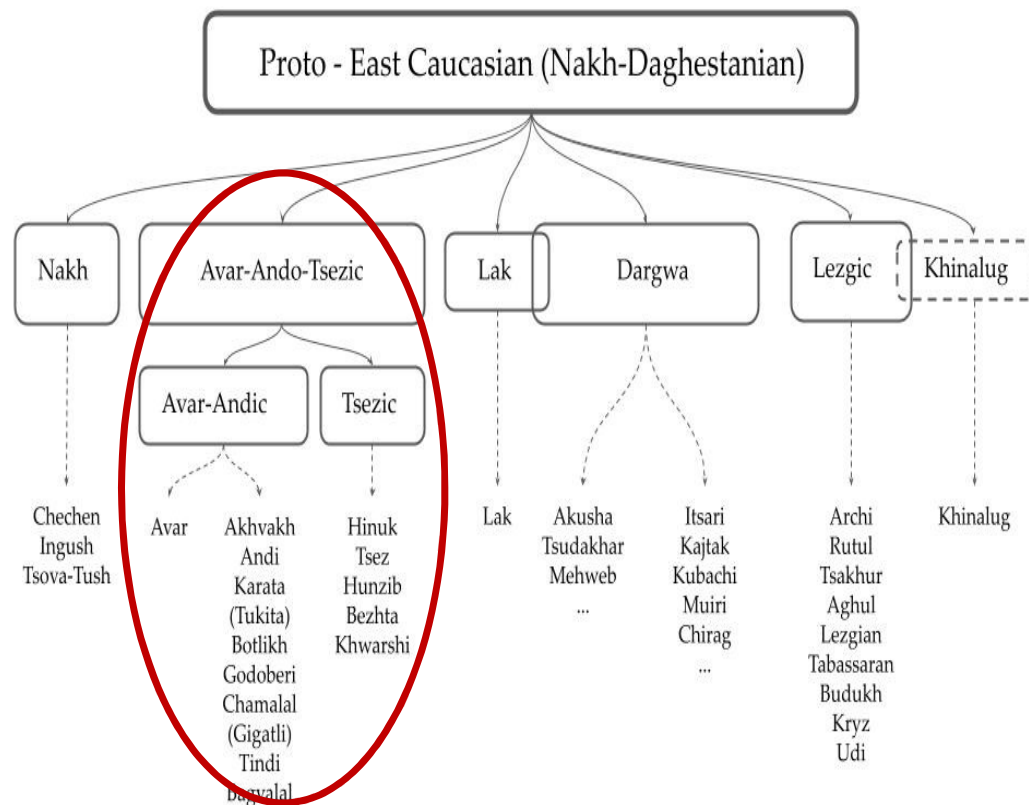 Proto - East Caucasian (Nakh-Daghestanian)
Nakh
Avar-Ando-Tsezic
Lak
Dargwa
Lezgic
Khinalug
Avar-Andic
Tsezic
Chechen
Ingush
Tsova-Tush
Avar
Akhvakh
Andi
Karata
(Tukita)
Botlikh
Godoberi
Chamalal
(Gigatli)
Tindi
Bagvalal
Hinuk
Tsez
Hunzib
Bezhta
Khwarshi
Lak
Akusha
Tsudakhar
Mehweb
...
Itsari
Kajtak
Kubachi
Muiri
Chirag
...
Archi
Rutul
Tsakhur
Aghul
Lezgian
Tabassaran
Budukh
Kryz
Udi
Khinalug